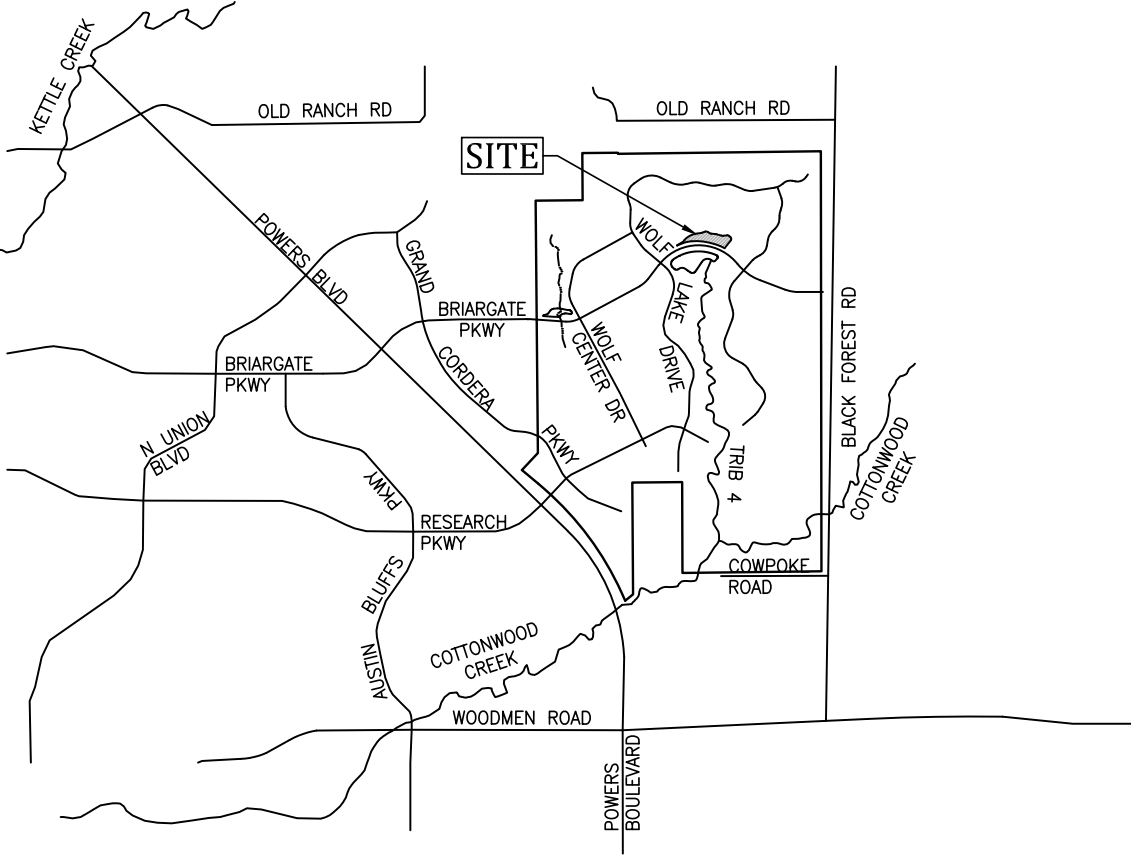 KETTLE CREEK
OLD RANCH RD
OLD RANCH RD
SITE
POWERS BLVD
GRAND
CORDERA
PKWY
WOLF
LAKE
DRIVE
BRIARGATE
PKWY
WOLF
CENTER DR
BLACK FOREST RD
BRIARGATE
PKWY
N UNION
BLVD
PKWY
TRIB 4
COTTONWOOD
CREEK
RESEARCH
PKWY
BLUFFS
AUSTIN
COWPOKE
ROAD
COTTONWOOD
CREEK
WOODMEN ROAD
POWERS
BOULEVARD